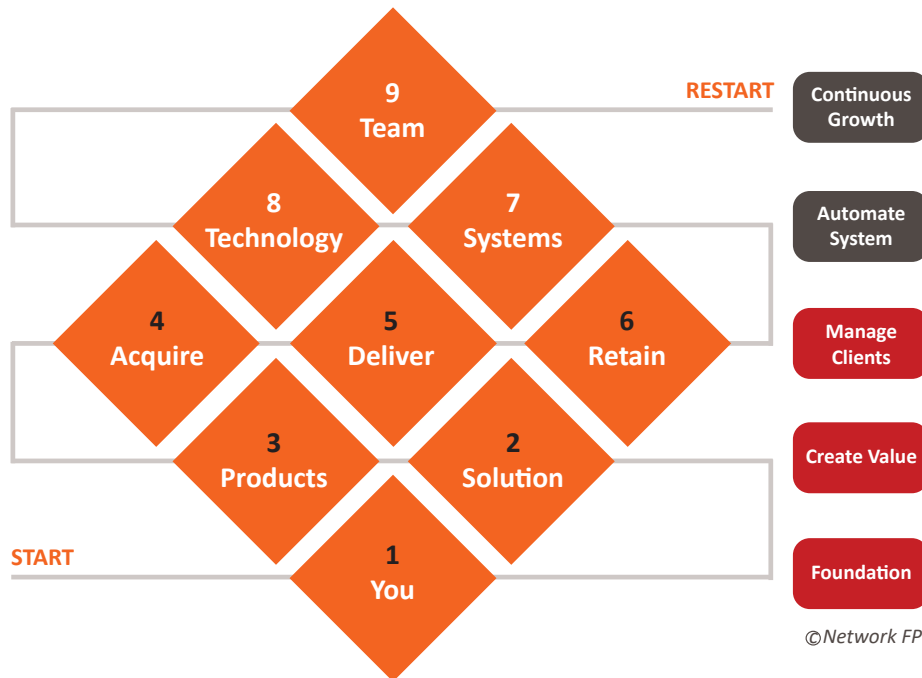 9
Team
RESTART
Continuous
Growth
8
Technology
7
Systems
Automate
System
4
Acquire
5
Deliver
6
Retain
Manage
Clients
3
Products
2
Solution
Create Value
START
1
You
Foundation
©Network FP